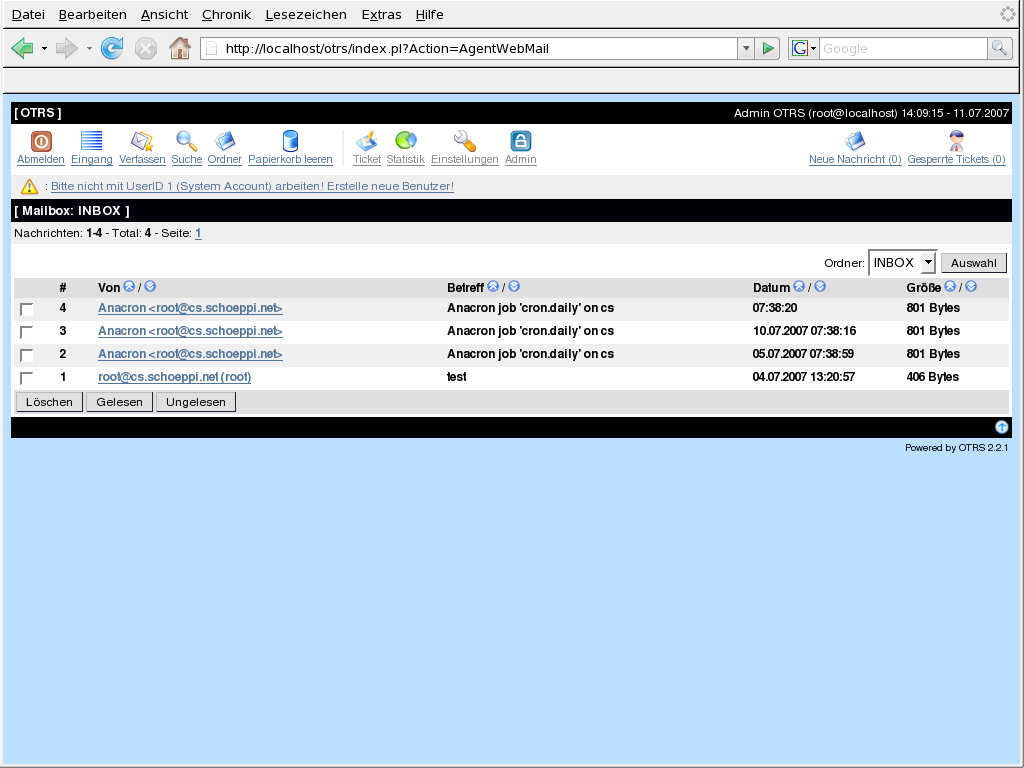 Datei Bearbeiten Ansicht Chronik Lesezeichen Extras Hilfe
http://localhost/otrs/index.pl?Action=AgentWebMail G Google
[ OTRS ] Admin OTRS (root@localhost) 14:09:15 - 11.07.2007
Abmelden Eingang Verfassen Suche Ordner Papierkorb leeren Ticket Statistik Einstellungen Admin Neue Nachricht (0) Gesperrte Tickets (0)
: Bitte nicht mit UserID 1 (System Account) arbeiten! Erstelle neue Benutzer!
[ Mailbox: INBOX ]
Nachrichten: 1-4 - Total: 4 - Seite: 1
Ordner: INBOX Auswahl
# Von / Betreff / Datum / Größe /
4 Anacron <root@cs.schoeppi.net> Anacron job 'cron.daily' on cs 07:38:20 801 Bytes
3 Anacron <root@cs.schoeppi.net> Anacron job 'cron.daily' on cs 10.07.2007 07:38:16 801 Bytes
2 Anacron <root@cs.schoeppi.net> Anacron job 'cron.daily' on cs 05.07.2007 07:38:59 801 Bytes
1 root@cs.schoeppi.net (root) test 04.07.2007 13:20:57 406 Bytes
Löschen Gelesen Ungelesen
Powered by OTRS 2.2.1